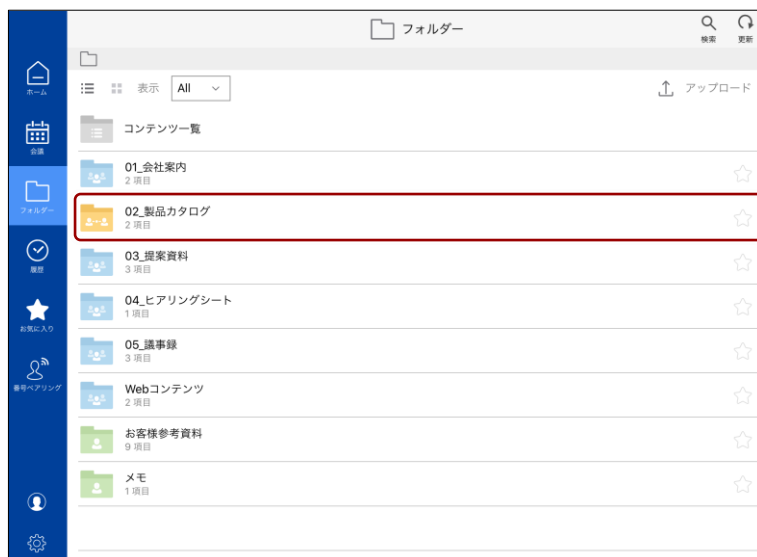 フォルダー
検索
更新
表示
All
アップロード
ホーム
会議
フォルダー
履歴
お気に入り
番号ペアリング
コンテンツ一覧
01_会社案内
2 項目
02_製品カタログ
2 項目
03_提案資料
3 項目
04_ヒアリングシート
1 項目
05_議事録
3 項目
Webコンテンツ
2 項目
お客様参考資料
9 項目
メモ
1 項目